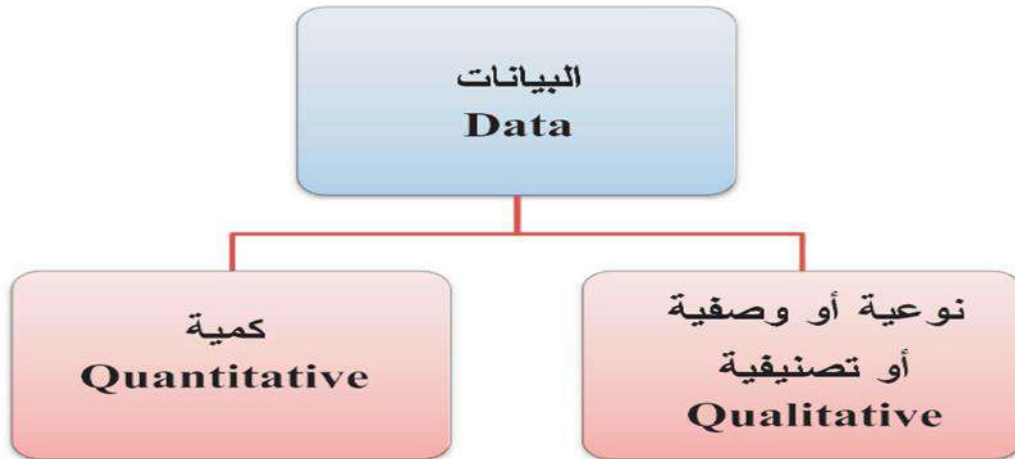 البيانات
Data
نوعية أو وصفية
أو تصنيفية
Qualitative
كمية
Quantitative